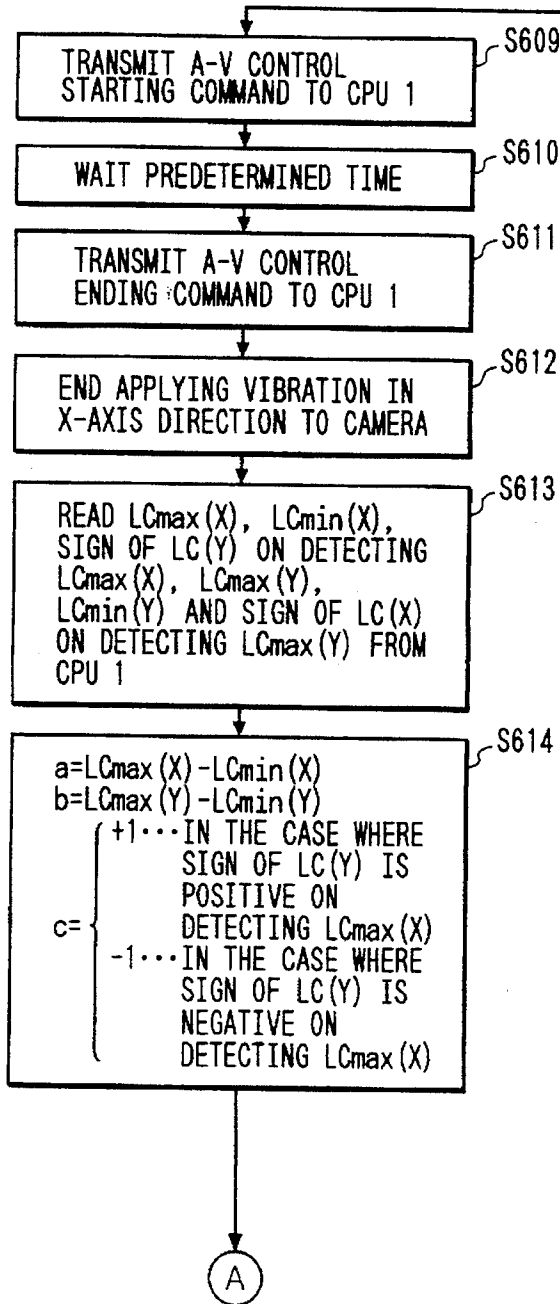 S609
TRANSMIT A-V CONTROL
STARTING COMMAND TO CPU 1
S610
WAIT PREDETERMINED TIME
S611
TRANSMIT A-V CONTROL
ENDING COMMAND TO CPU 1
S612
END APPLYING VIBRATION IN
X-AXIS DIRECTION TO CAMERA
S613
READ LCmax(X), LCmin(X),
SIGN OF LC(Y) ON DETECTING
LCmax(X), LCmax(Y),
LCmin(Y) AND SIGN OF LC(X)
ON DETECTING LCmax(Y) FROM
CPU 1
S614
a=LCmax(X)-LCmin(X)
b=LCmax(Y)-LCmin(Y)
c=
+1···IN THE CASE WHERE
SIGN OF LC(Y) IS
POSITIVE ON
DETECTING LCmax(X)
-1···IN THE CASE WHERE
SIGN OF LC(Y) IS
NEGATIVE ON
DETECTING LCmax(X)
A